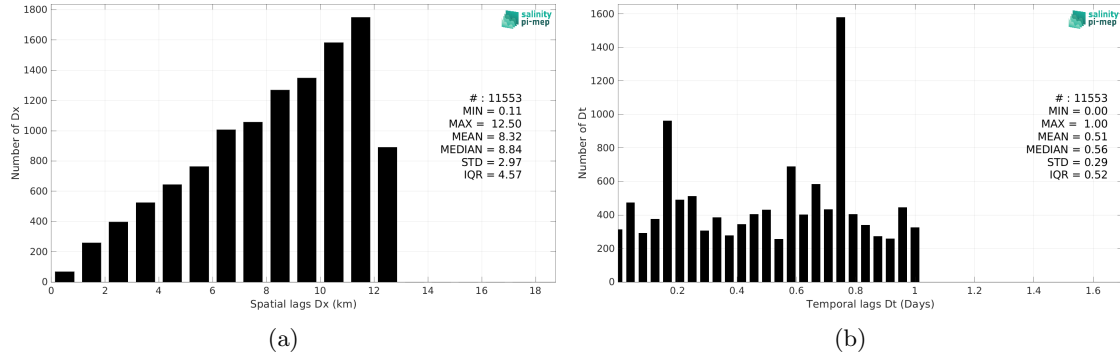 1800
1600
1400
1200
1000
800
600
400
200
0
Number of Dx
salinity
pi-mep
# : 11553
MIN = 0.11
MAX = 12.50
MEAN = 8.32
MEDIAN = 8.84
STD = 2.97
IQR = 4.57
0 2 4 6 8 10 12 14 16 18
Spatial lags Dx (km)
(a)
1600
1400
1200
1000
800
600
400
200
0
Number of Dt
salinity
pi-mep
# : 11553
MIN = 0.00
MAX = 1.00
MEAN = 0.51
MEDIAN = 0.56
STD = 0.29
IQR = 0.52
0.2 0.4 0.6 0.8 1 1.2 1.4 1.6
Temporal lags Dt (Days)
(b)